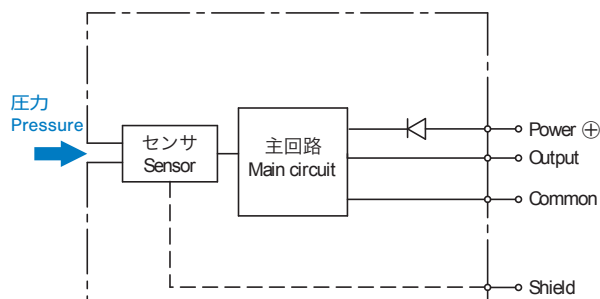 圧力
Pressure
センサ
Sensor
主回路
Main circuit
Power ⊕
Output
Common
Shield